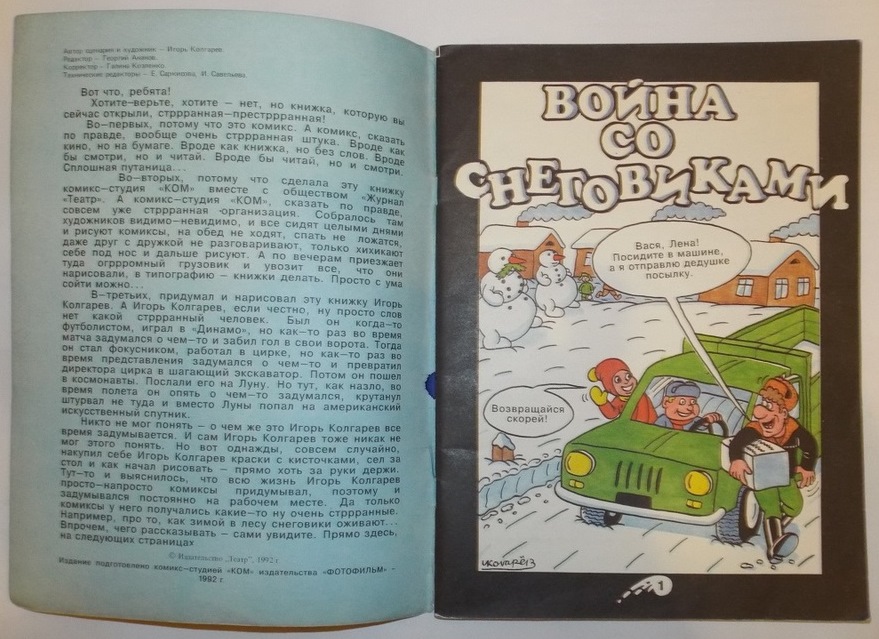 Автор сценария и художник — Игорь Колгарев.
Редактор — Георгий Ананов.
Корректор — Галина Козленко.
Технические редакторы — Е. Сарновова, И. Савельева.
Вот что, ребята!
Хотите—верьте, хотите — нет, но книжка, которую вы
сейчас открыли, стррранная—престррранная!
Во—первых, потому что это комикс. А комикс, сказать
по правде, вообще очень стррранная штука. Вроде как
кино, но на бумаге. Вроде как книжка, но без слов. Вроде
бы смотри, но и читай. Вроде бы читай, но и смотри.
Сплошная путаница...
Во—вторых, потому что сделала эту книжку
комикс—студия «КОМ» вместе с обществом «Журнал
«Театр». А комикс—студия «КОМ», сказать по правде,
совсем уже стррранная организация. Собралось там
художников видимо—невидимо, и все сидят целыми днями
и рисуют комиксы, на обед не ходят, спать не ложатся,
даже друг с дружкой не разговаривают, только хихикают
себе под нос и дальше рисуют. А по вечерам приезжает
туда огрррромный грузовик и увозит все, что они
нарисовали, в типографию — книжки делать. Просто с ума
сойти можно...
В—третьих, придумал и нарисовал эту книжку Игорь
Колгарев. А Игорь Колгарев, если честно, ну просто слов
нет какой стррранный человек. Был он когда—то
футболистом, играл в «Динамо», но как—то раз во время
матча задумался о чем—то и забил гол в свои ворота. Тогда
он стал фокусником, работал в цирке, но как—то раз во
время представления задумался о чем—то и превратил
директора цирка в шагающий экскаватор. Потом он пошел
в космонавты. Послали его на Луну. Но тут, как назло, во
время полета он опять о чем—то задумался, крутанул
штурвал не туда и вместо Луны попал на американский
искусственный спутник.
Никто не мог понять — о чем же это Игорь Колгарев все
время задумывается. И сам Игорь Колгарев тоже никак не
мог этого понять. Но вот однажды, совсем случайно,
накупил себе Игорь Колгарев краски с кисточками, сел за
стол и как начал рисовать — прямо хоть за руки держи.
Тут—то и выяснилось, что всю жизнь Игорь Колгарев
просто—напросто комиксы придумывал, поэтому и
задумывался постоянно на рабочем месте. Да только
комиксы у него получались какие—то ну очень стррранные.
Например, про то, как зимой в лесу снеговики оживают...
Впрочем, чего рассказывать — сами увидите. Прямо здесь,
на следующих страницах
© Издательство „Театр", 1992 г
Издание подготовлено комикс—студией «КОМ» издательства «ФОТОФИЛЬМ» –
1992 г.
ВОЙНА
СО
СНЕГОВИКАМИ
Вася, Лена!
Посидите в машине,
а я отправлю дедушке
посылку.
Возвращайся
скорей!
1